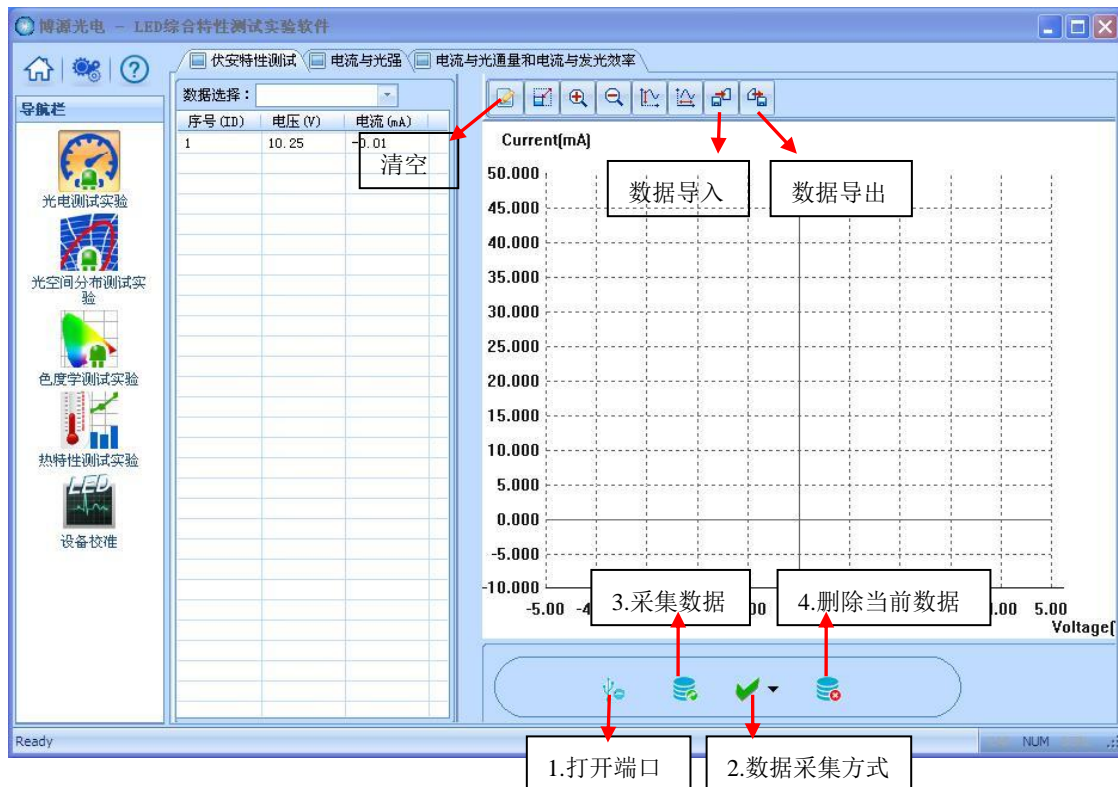 博源光电 - LED综合特性测试实验软件
伏安特性测试 电流与光强 电流与光通量和电流与发光效率
导航栏
光电测试实验
光空间分布测试实
验
色度学测试实验
热特性测试实验
LED
设备校准
数据选择：
序号(ID) 电压(V) 电流(mA)
1 10.25 -0.01
清空
数据导入
数据导出
Current(mA)
50.000
45.000
40.000
35.000
30.000
25.000
20.000
15.000
10.000
5.000
0.000
-5.000
-10.000
-5.00 5.00
Voltage(
3.采集数据
4.删除当前数据
1.打开端口
2.数据采集方式
Ready NUM